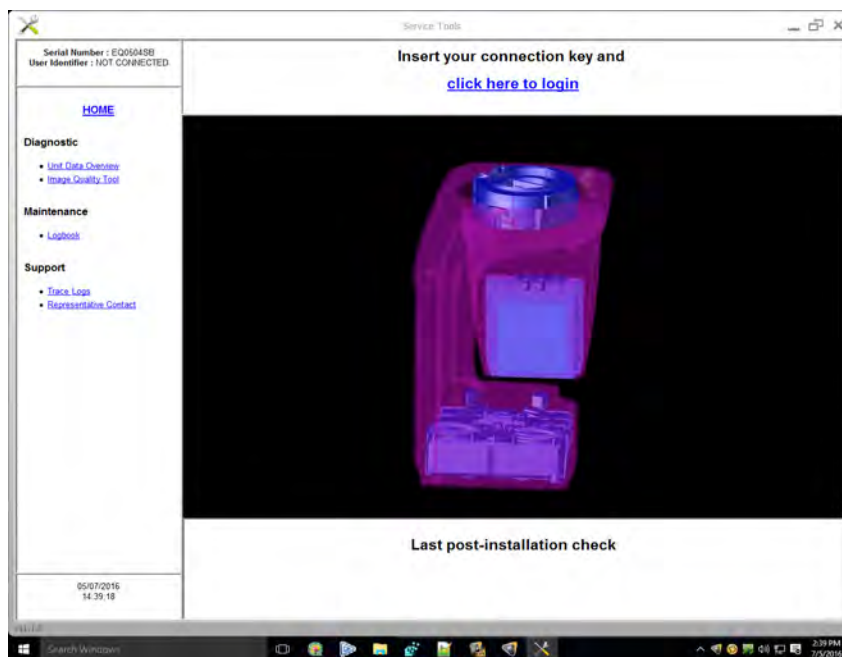 Service Tools
Serial Number : EQ0504SB
User Identifier : NOT CONNECTED
Insert your connection key and
click here to login
HOME
Diagnostic
Unit Data Overview
Image Quality Tool
Maintenance
Logbook
Support
Trace Logs
Representative Contact
Last post-installation check
05/07/2016
14:39:18
Search Windows
2:39 PM
7/5/2016